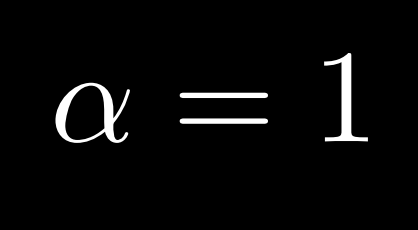 α = 1